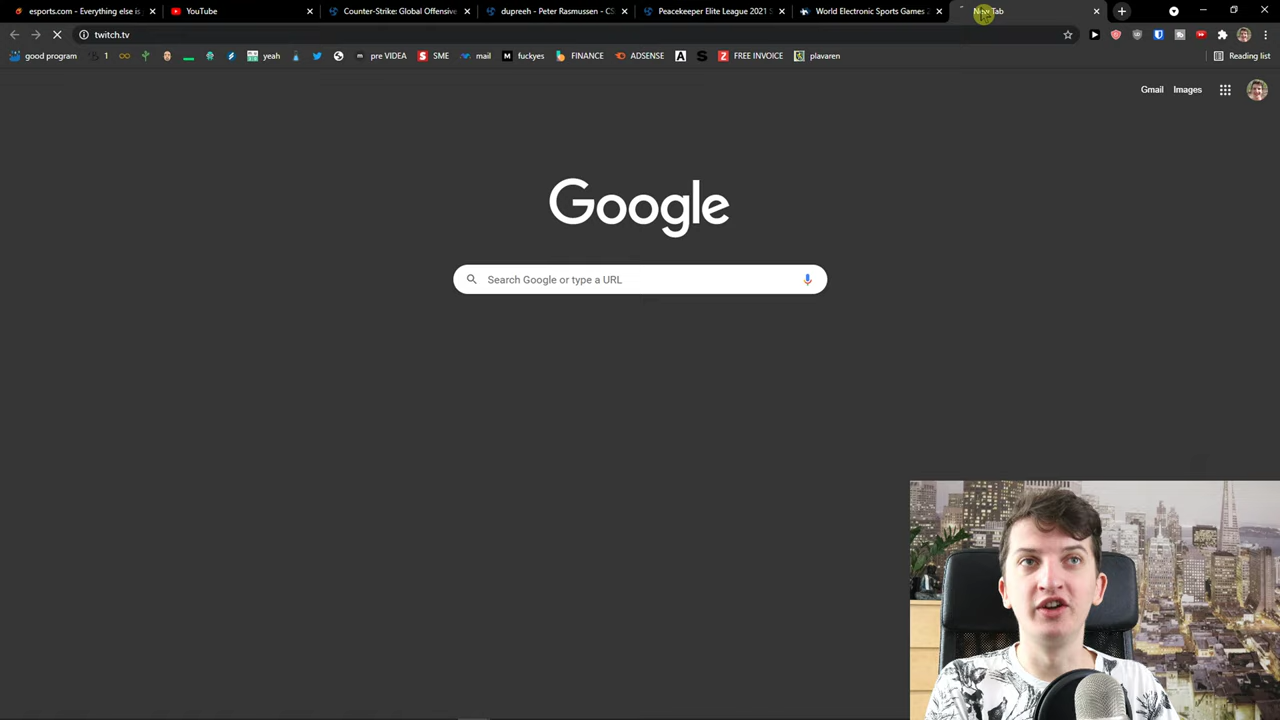 esports.com - Everything else is
YouTube
Counter-Strike: Global Offensive
dupreeh - Peter Rasmussen - CS
Peacekeeper Elite League 2021 S
World Electronic Sports Games 2
New Tab
twitch.tv
good program
1
yeah
pre VIDEA
SME
mail
fuckyes
FINANCE
ADSENSE
FREE INVOICE
plavaren
Reading list
Gmail
Images
Google
Search Google or type a URL